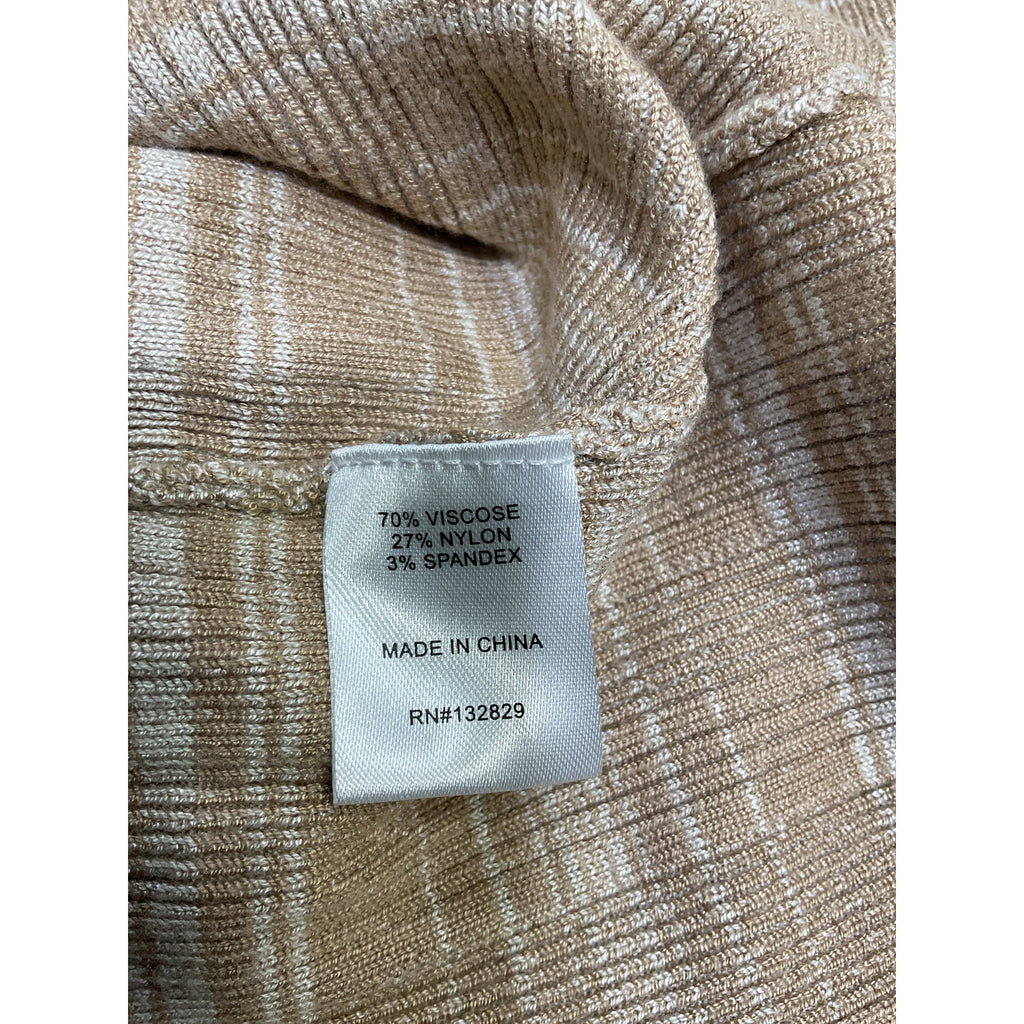 70% VISCOSE
27% NYLON
3% SPANDEX
MADE IN CHINA
RN#132829